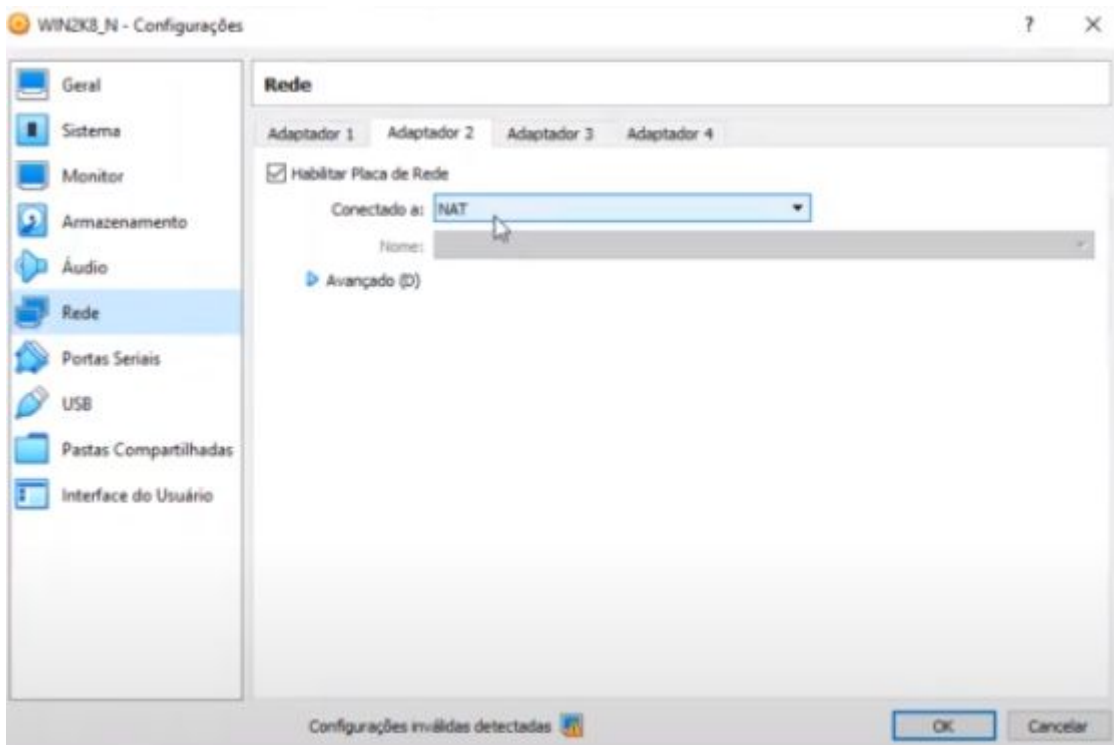 WIN2K8_N - Configurações
? ×
Geral
Sistema
Monitor
Armazenamento
Áudio
Rede
Portas Seriais
USB
Pastas Compartilhadas
Interface do Usuário
Rede
Adaptador 1 Adaptador 2 Adaptador 3 Adaptador 4
Habilitar Placa de Rede
Conectado a: NAT
Nome:
Avançado (D)
Configurações inválidas detectadas
OK Cancelar